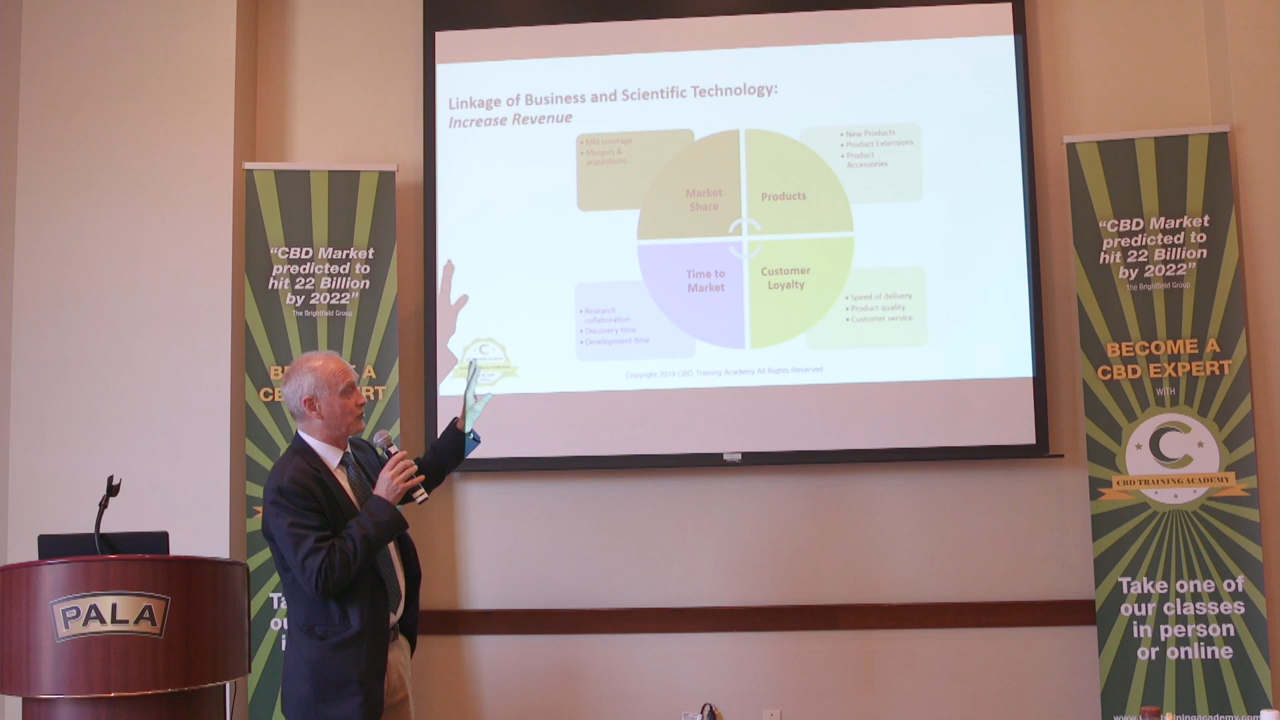 Linkage of Business and Scientific Technology:
Increase Revenue
• Mergers &
acquisitions
Market
Share
Products
• New Products
• Product Extensions
• Product
Accessories
Time to
Market
Customer
Loyalty
• Research
collaboration
• Discovery time
• Development time
• Speed of delivery
• Product quality
• Customer service
Copyright 2019 CBD Training Academy All Rights Reserved
"CBD Market
predicted to
hit 22 Billion
by 2022"
The Brightfield Group
PALA
"CBD Market
predicted to
hit 22 Billion
by 2022"
The Brightfield Group
BECOME A
CBD EXPERT
WITH
C
CBD TRAINING ACADEMY
Take one of
our classes
in person
or online